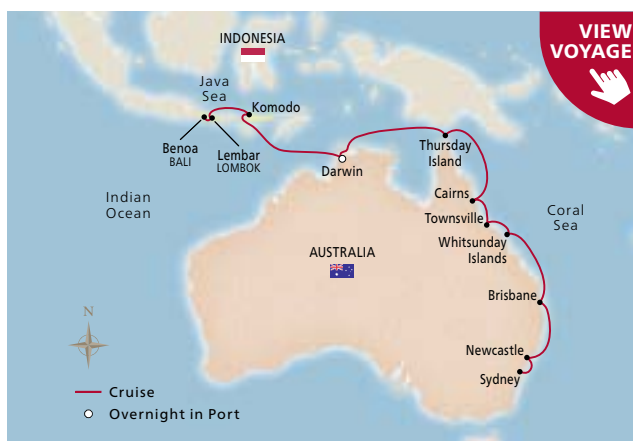 VIEW
VOYAGE
INDONESIA
Java
Sea
Komodo
Benoa
BALI
Lembar
LOMBOK
Darwin
Thursday
Island
Indian
Ocean
Cairns
Townsville
Whitsunday
Islands
Coral
Sea
AUSTRALIA
Brisbane
N
Newcastle
Sydney
Cruise
Overnight in Port